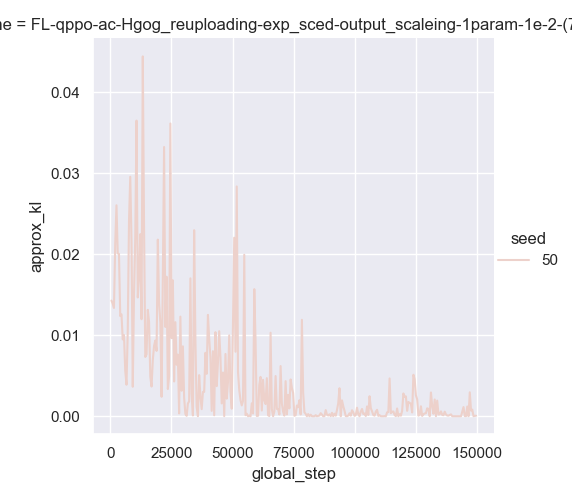 ne = FL-qppo-ac-Hgog_reuploading-exp_sced-output_scaleing-1param-1e-2-(7
0.04
0.03
0.02
0.01
0.00
approx_kl
0 25000 50000 75000 100000 125000 150000
global_step
seed
50